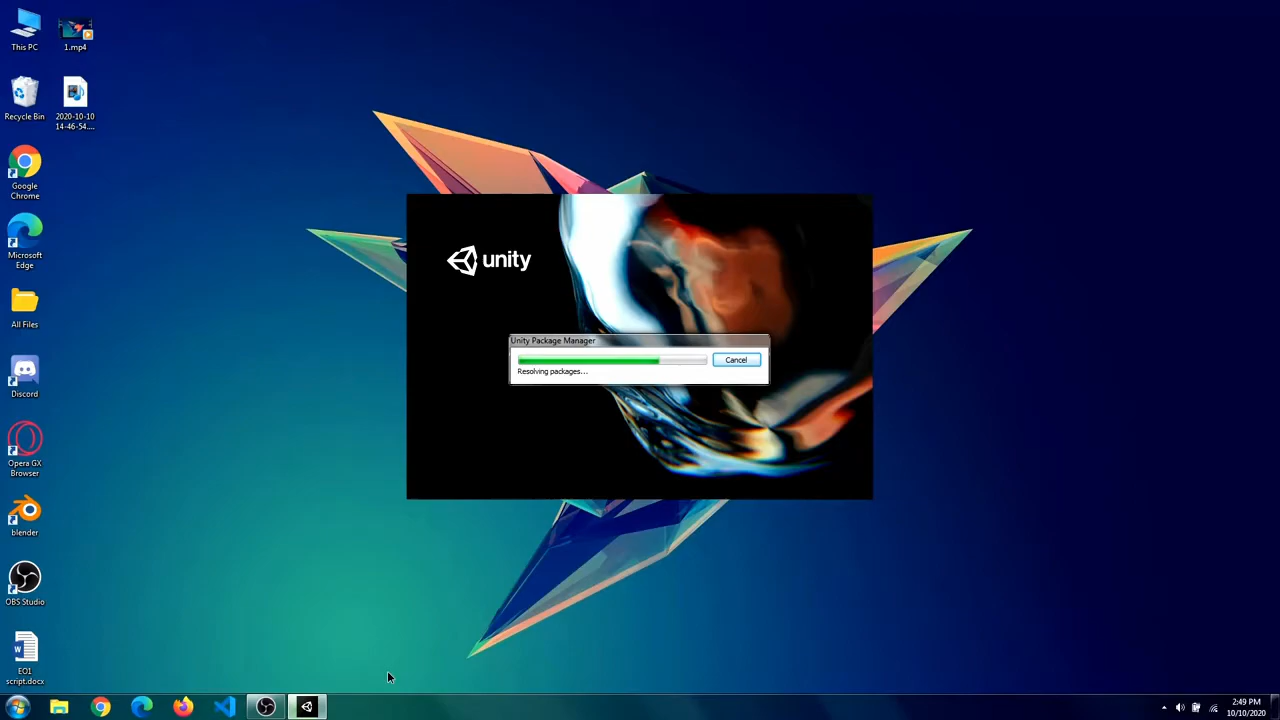 This PC
1.mp4
Recycle Bin
2020-10-10
14-46-54....
Google
Chrome
Microsoft
Edge
All Files
Discord
Opera GX
Browser
blender
OBS Studio
EO1
script.docx
unity
Unity Package Manager
Cancel
Resolving packages...
2:49 PM
10/10/2020